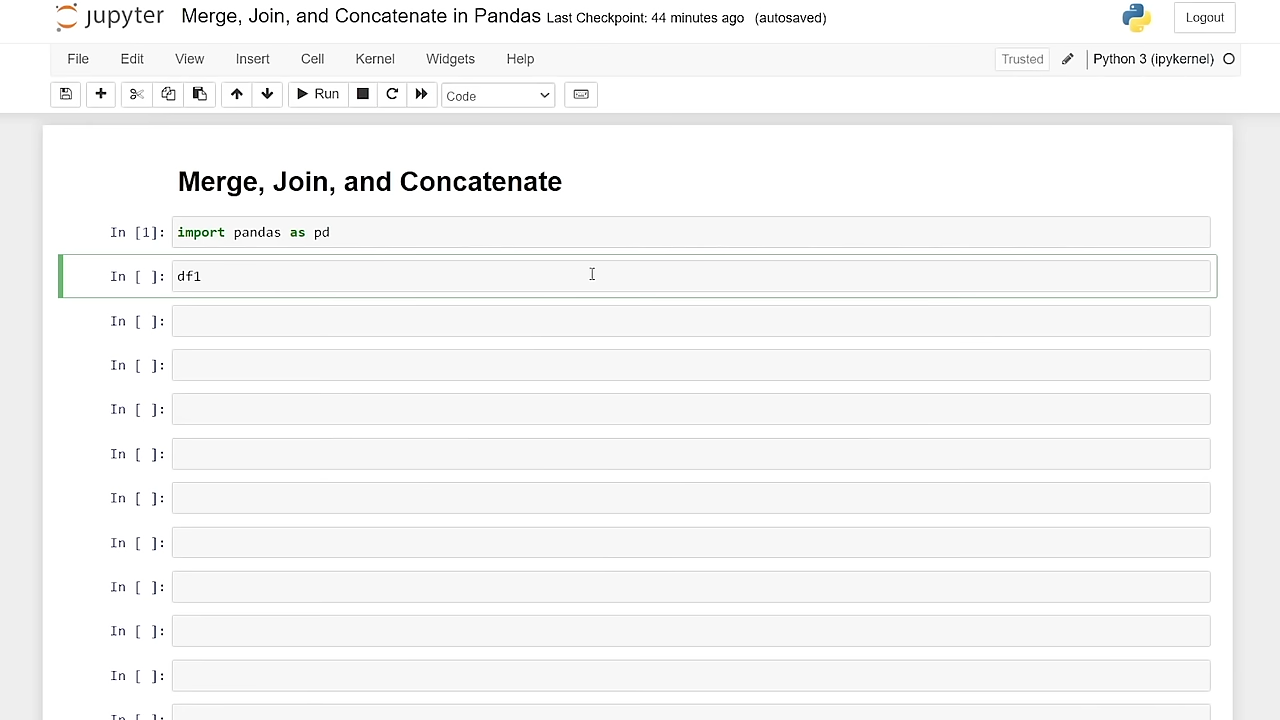 jupyter Merge, Join, and Concatenate in Pandas Last Checkpoint: 44 minutes ago (autosaved) Logout
File Edit View Insert Cell Kernel Widgets Help Trusted Python 3 (ipykernel)
Run Code
Merge, Join, and Concatenate
In [1]: import pandas as pd
In [ ]: df1
In [ ]:
In [ ]:
In [ ]:
In [ ]:
In [ ]:
In [ ]:
In [ ]:
In [ ]:
In [ ]:
In [ ]: